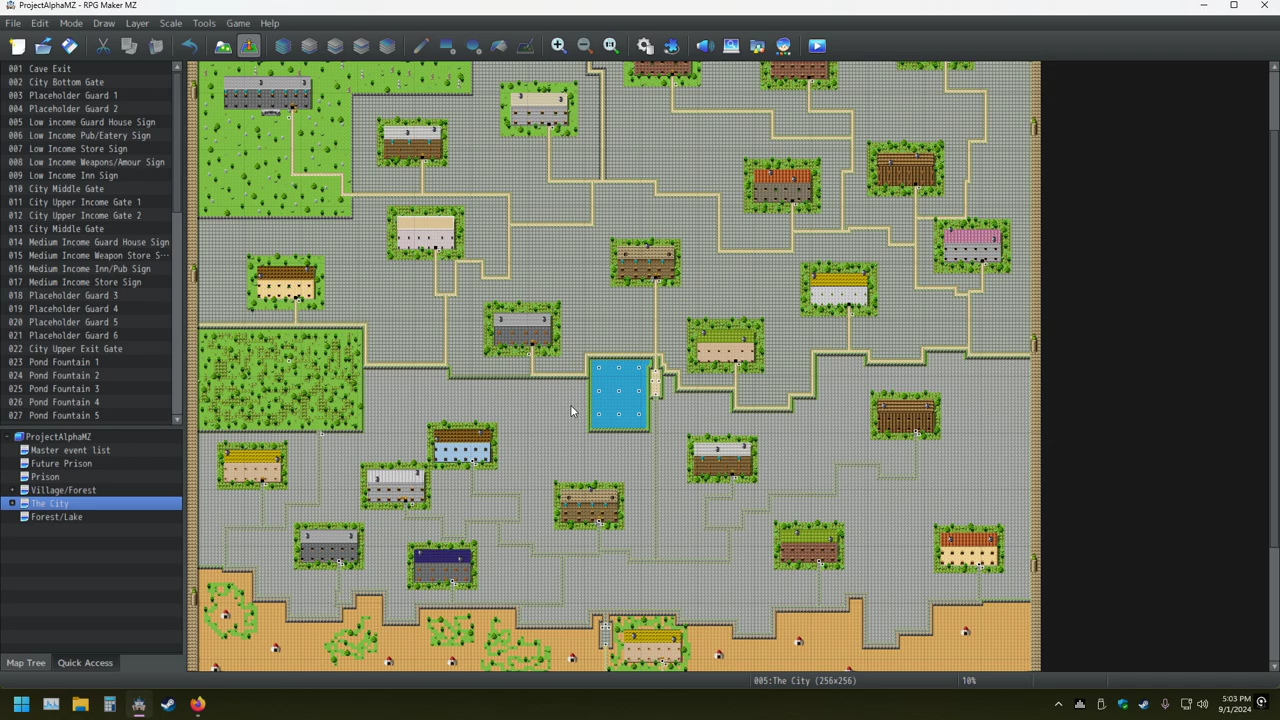 ProjectAlphaMZ - RPG Maker MZ
File Edit Mode Draw Layer Scale Tools Game Help
001 Cave Exit
002 City Bottom Gate
003 Placeholder Guard 1
004 Placeholder Guard 2
005 Low income Guard House Sign
006 Low Income Pub/Eatery Sign
007 Low Income Store Sign
008 Low Income Weapons/Amour Sign
009 Low Income Inn Sign
010 City Middle Gate
011 City Upper Income Gate 1
012 City Upper Income Gate 2
013 City Middle Gate
014 Medium Income Guard House Sign
015 Medium Income Weapon Store S…
016 Medium Income Inn/Pub Sign
017 Medium Income Store Sign
018 Placeholder Guard 3
019 Placeholder Guard 4
020 Placeholder Guard 5
021 Placeholder Guard 6
022 City Upper Exit Gate
023 Pond Fountain 1
024 Pond Fountain 2
025 Pond Fountain 3
026 Pond Fountain 4
027 Pond Fountain 5
ProjectAlphaMZ
Master event list
Future Prison
Prison
Village/Forest
The City
Forest/Lake
Map Tree Quick Access
005:The City (256x256) 10%
5:03 PM
9/1/2024